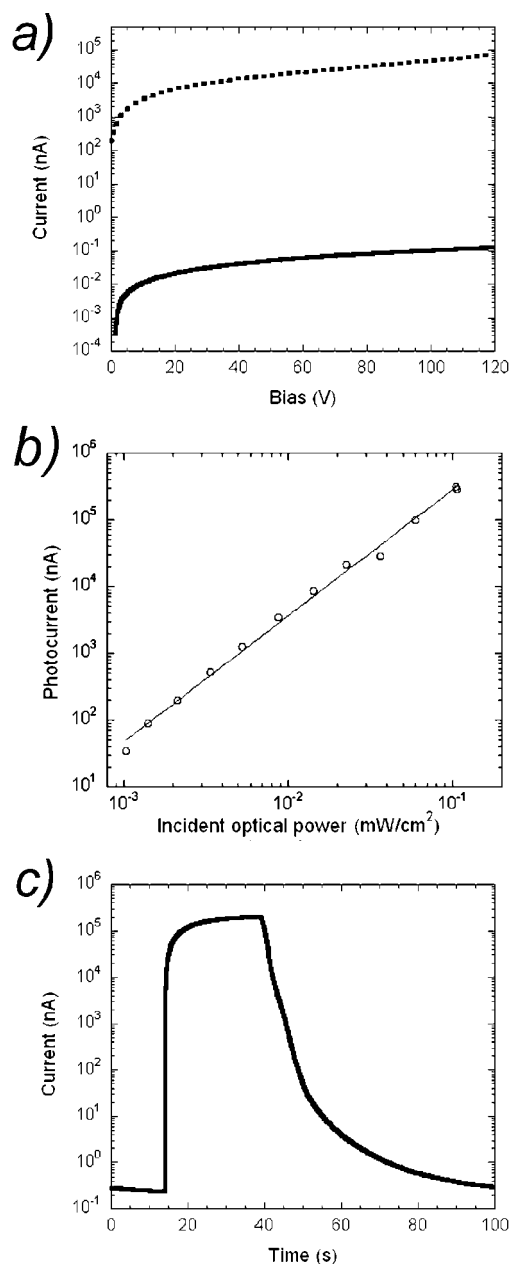 a)
10^5
10^4
10^3
10^2
10^1
10^0
10^-1
10^-2
10^-3
10^-4
Current (nA)
0 20 40 60 80 100 120
Bias (V)
b)
10^6
10^5
10^4
10^3
10^2
10^1
Photocurrent (nA)
10^-3 10^-2 10^-1
Incident optical power (mW/cm^2)
c)
10^6
10^5
10^4
10^3
10^2
10^1
10^0
10^-1
Current (nA)
0 20 40 60 80 100
Time (s)